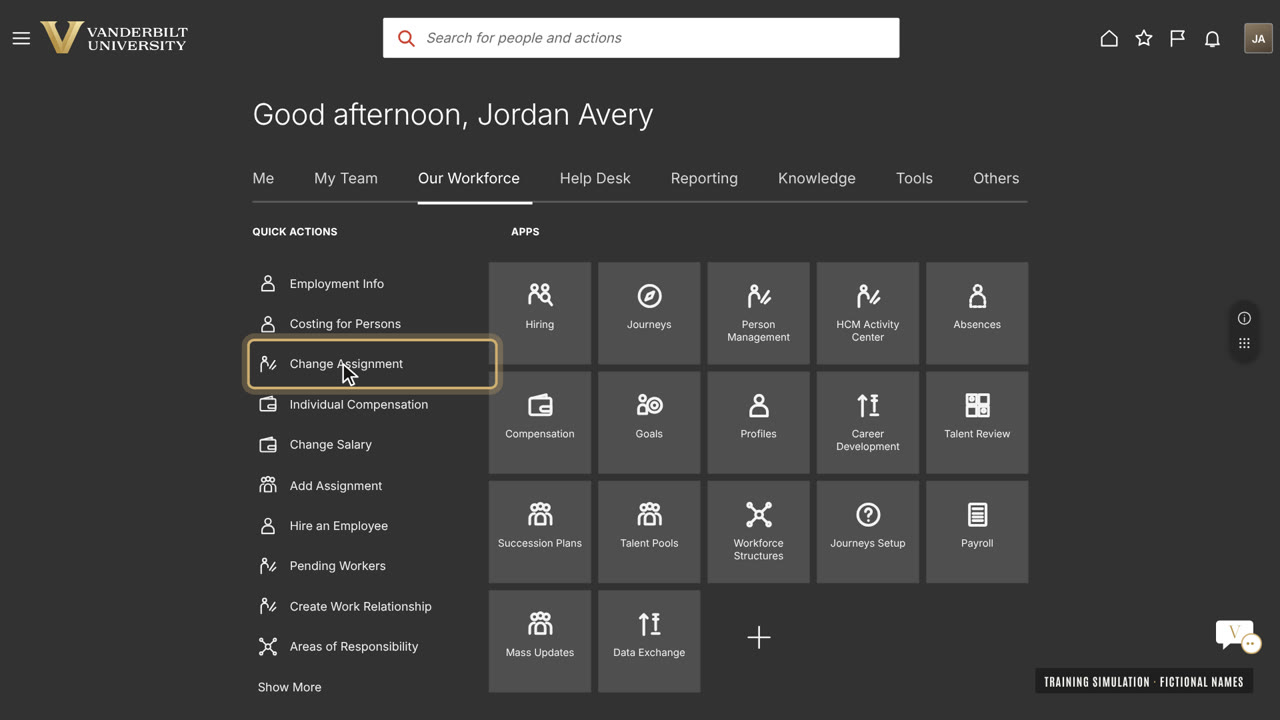 VANDERBILT
UNIVERSITY
Search for people and actions
JA
Good afternoon, Jordan Avery
Me
My Team
Our Workforce
Help Desk
Reporting
Knowledge
Tools
Others
QUICK ACTIONS
Employment Info
Costing for Persons
Change Assignment
Individual Compensation
Change Salary
Add Assignment
Hire an Employee
Pending Workers
Create Work Relationship
Areas of Responsibility
Show More
APPS
Hiring
Journeys
Person
Management
HCM Activity
Center
Absences
Compensation
Goals
Profiles
Career
Development
Talent Review
Succession Plans
Talent Pools
Workforce
Structures
Journeys Setup
Payroll
Mass Updates
Data Exchange
V
TRAINING SIMULATION · FICTIONAL NAMES